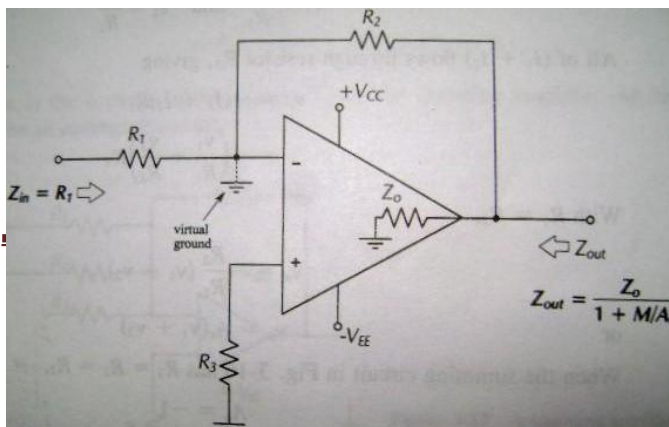 R2
+VCC
R1
Zin = R1
−
Zo
virtual
ground
Zout
+
Zout = Zo / 1 + M/A
-VEE
R3